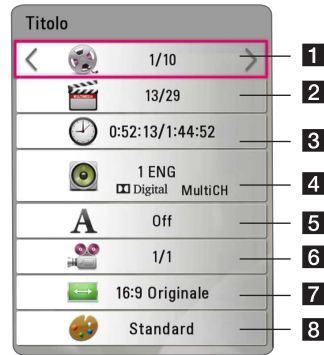 Titolo
1/10
1
13/29
2
0:52:13/1:44:52
3
1 ENG
Digital MultiCH
4
A
Off
5
1/1
6
16:9 Originale
7
Standard
8